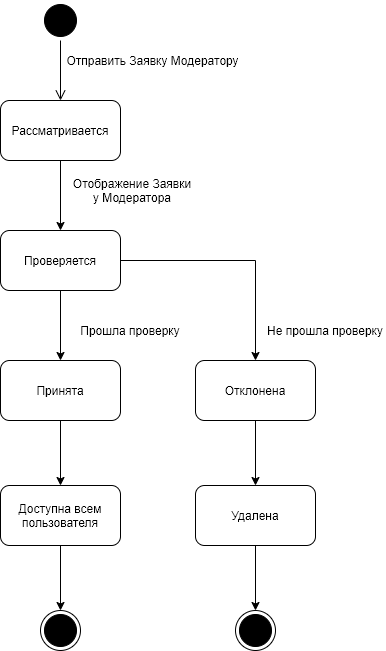 Отправить Заявку Модератору
Рассматривается
Отображение Заявки
у Модератора
Проверяется
Прошла проверку
Не прошла проверку
Принята
Отклонена
Доступна всем
пользователя
Удалена